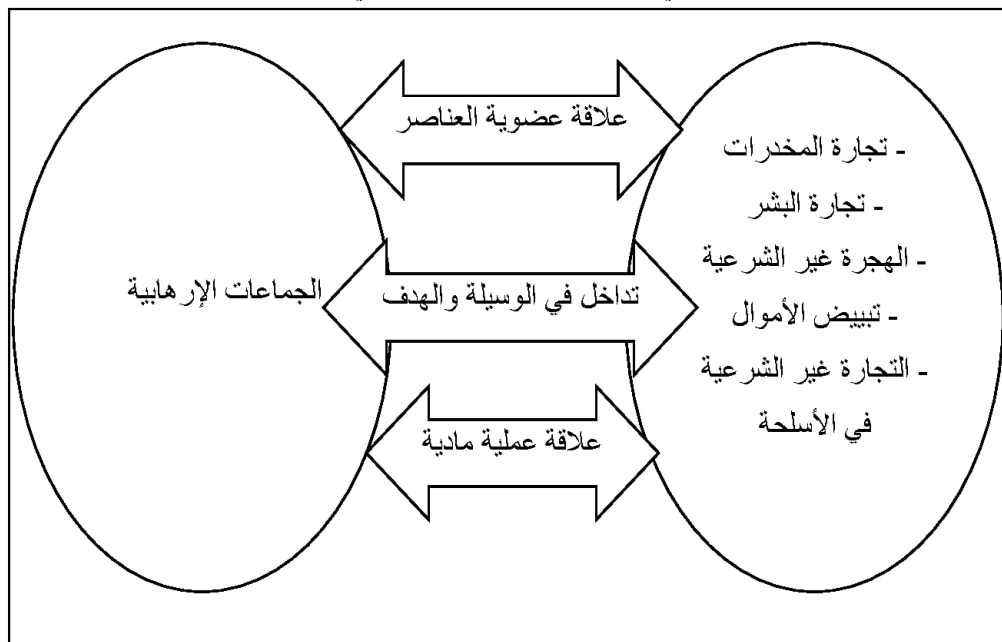 علاقة عضوية العناصر
- تجارة المخدرات
- تجارة البشر
- الهجرة غير الشرعية
- تبييض الأموال
- التجارة غير الشرعية
في الأسلحة
تداخل في الوسيلة والهدف
الجماعات الإرهابية
علاقة عملية مادية